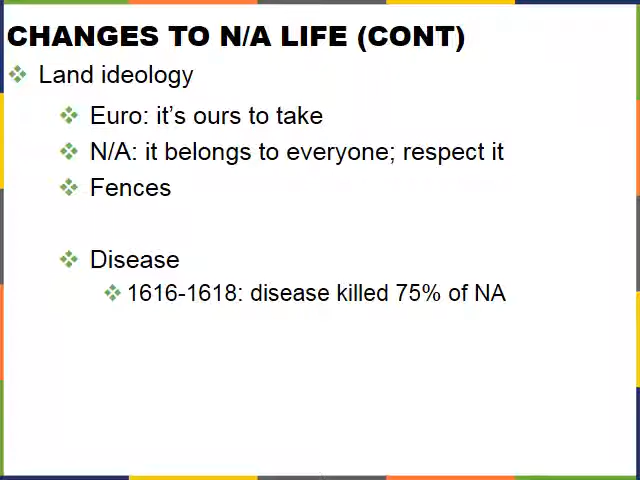 CHANGES TO N/A LIFE (CONT)
Land ideology
Euro: it's ours to take
N/A: it belongs to everyone; respect it
Fences
Disease
1616-1618: disease killed 75% of NA